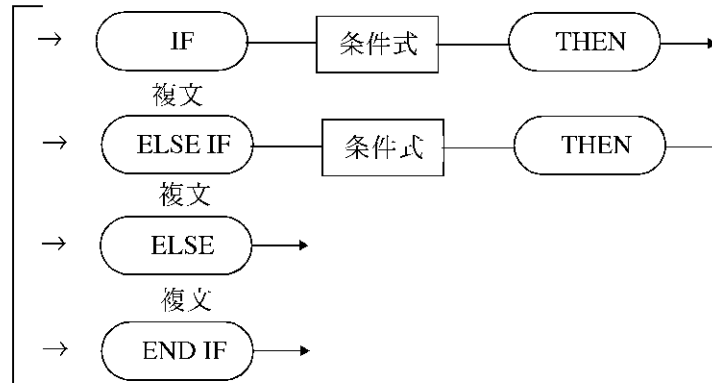 → IF 条件式 THEN
複文
→ ELSE IF 条件式 THEN
複文
→ ELSE
複文
→ END IF